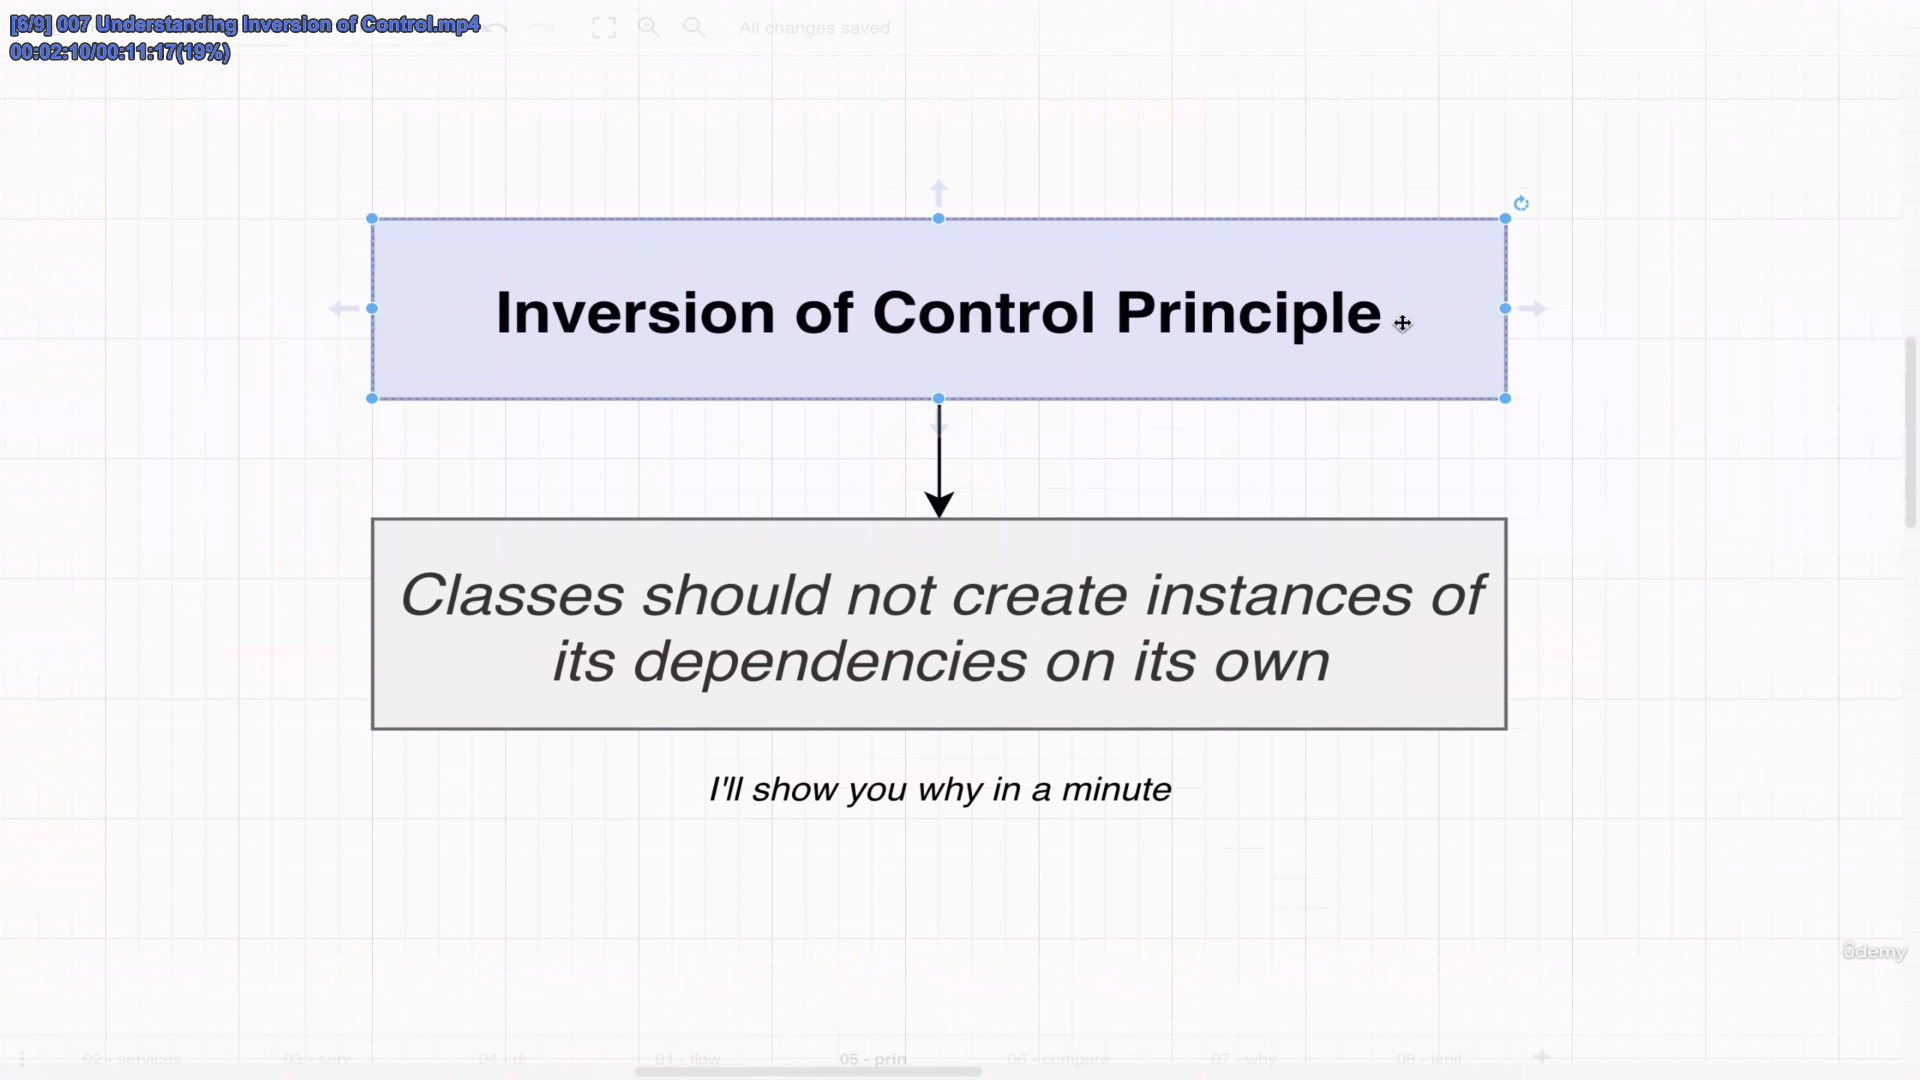 [6/9] 007 Understanding Inversion of Control.mp4
All changes saved
00:02:10/00:11:17(19%)
Inversion of Control Principle
Classes should not create instances of
its dependencies on its own
I'll show you why in a minute
ûdemy
02 - services 03 - serv 04 - di 01 - flow 05 - prin 06 - compare 07 - why 08 - limit